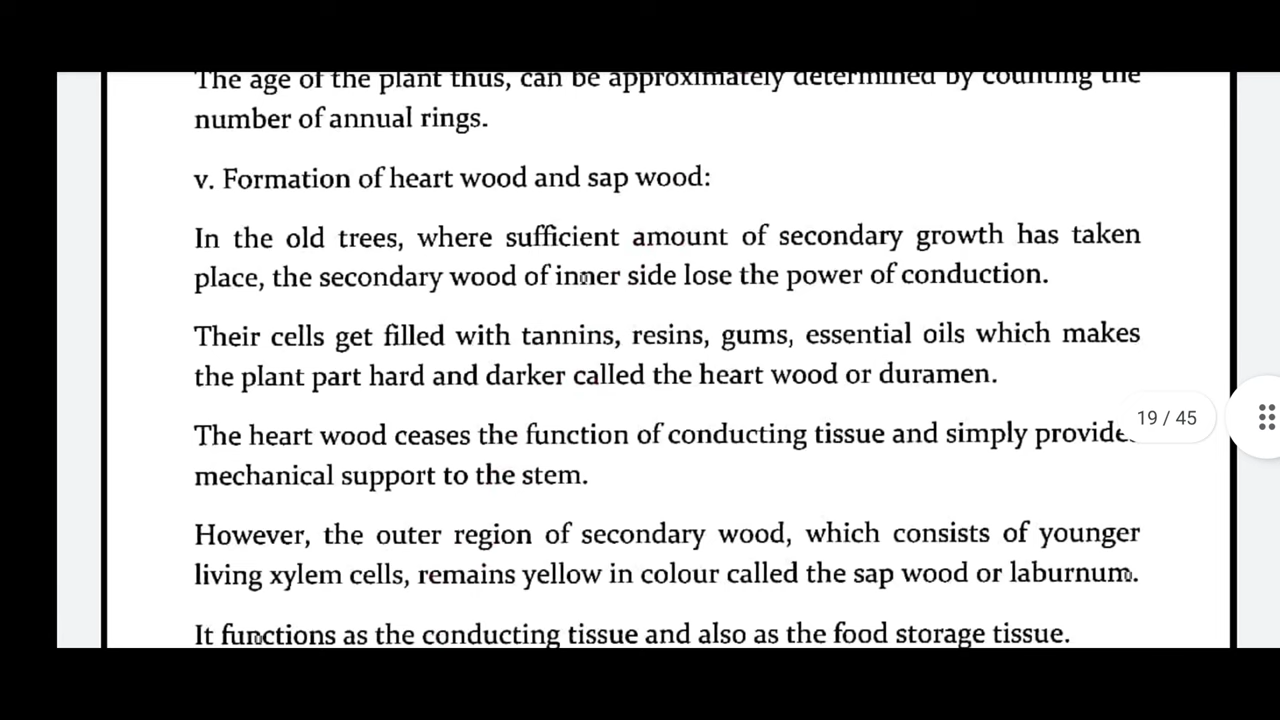 The age of the plant thus, can be approximately determined by counting the
number of annual rings.
v. Formation of heart wood and sap wood:
In the old trees, where sufficient amount of secondary growth has taken
place, the secondary wood of inner side lose the power of conduction.
Their cells get filled with tannins, resins, gums, essential oils which makes
the plant part hard and darker called the heart wood or duramen.
The heart wood ceases the function of conducting tissue and simply provides
19 / 45
mechanical support to the stem.
However, the outer region of secondary wood, which consists of younger
living xylem cells, remains yellow in colour called the sap wood or laburnum.
It functions as the conducting tissue and also as the food storage tissue.